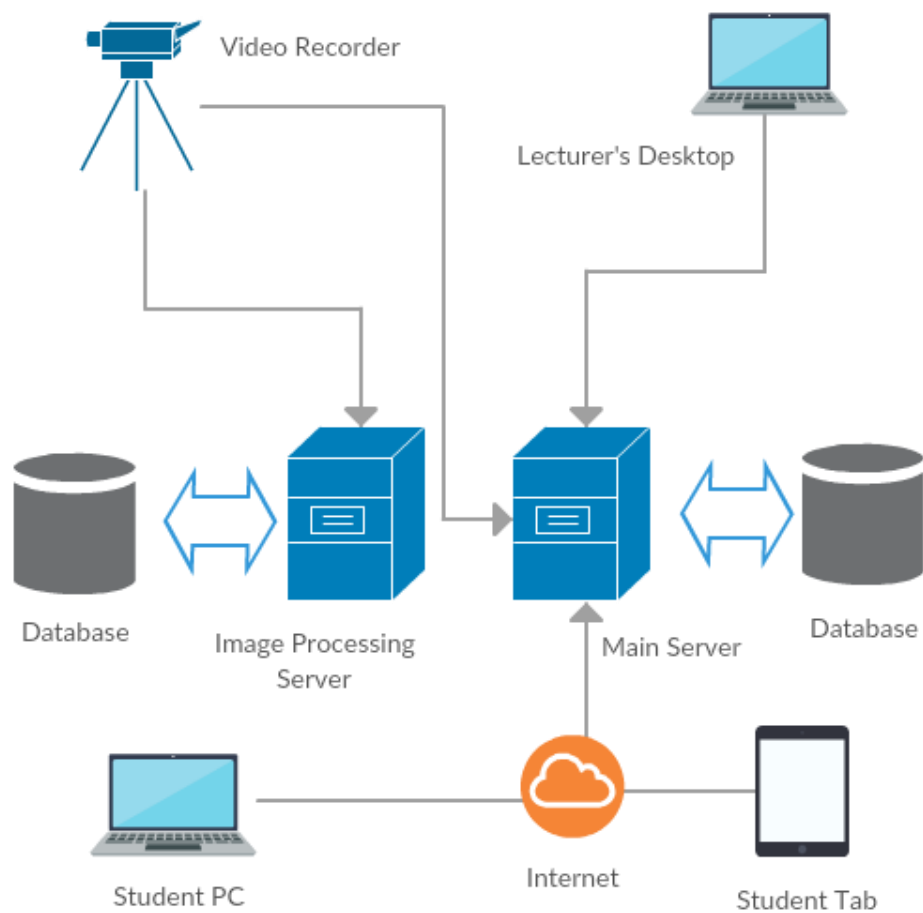 Video Recorder
Lecturer's Desktop
Database
Image Processing
Server
Main Server
Database
Student PC
Internet
Student Tab